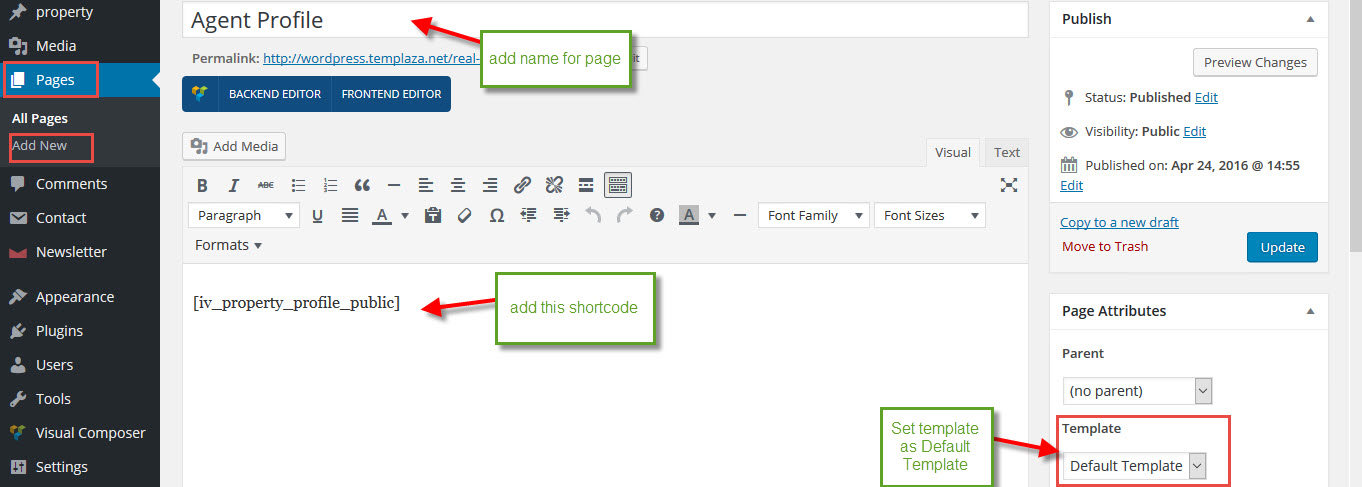 property
Media
Pages
All Pages
Add New
Comments
Contact
Newsletter
Appearance
Plugins
Users
Tools
Visual Composer
Settings
Agent Profile
add name for page
Permalink: http://wordpress.templaza.net/real-
BACKEND EDITOR FRONTEND EDITOR
Add Media
Visual Text
B I ABC
Paragraph U A Ω A Font Family Font Sizes
Formats
[iv_property_profile_public]
add this shortcode
Set template
as Default
Template
Publish
Preview Changes
Status: Published Edit
Visibility: Public Edit
Published on: Apr 24, 2016 @ 14:55
Edit
Copy to a new draft
Move to Trash Update
Page Attributes
Parent
(no parent)
Template
Default Template